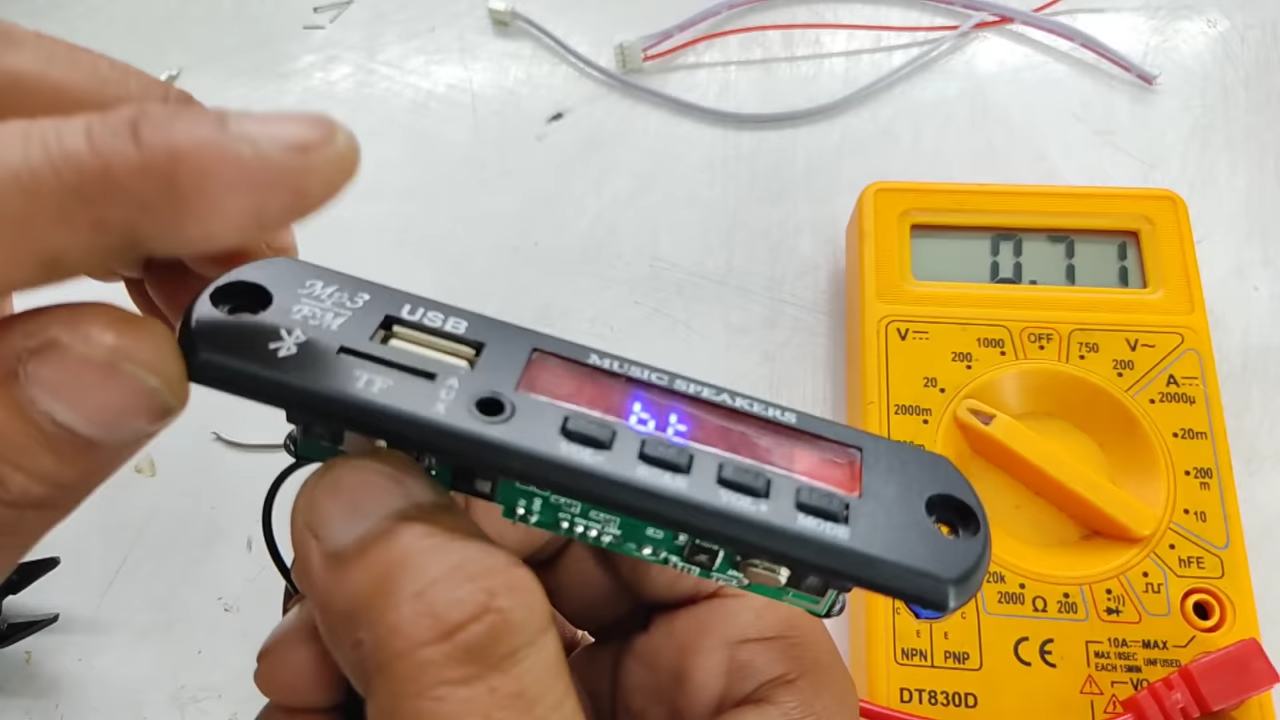 0.71
Mp3
FM
USB
TF
AUX
MUSIC SPEAKERS
bt
MODE
V
1000
OFF
750
V~
200
200
A
20
2000µ
2000m
20m
200
m
10
hFE
20k
2000
Ω
200
C
E
C
E
NPN
PNP
CE
10A MAX
MAX 10SEC UNFUSED
EACH 15MIN
DT830D